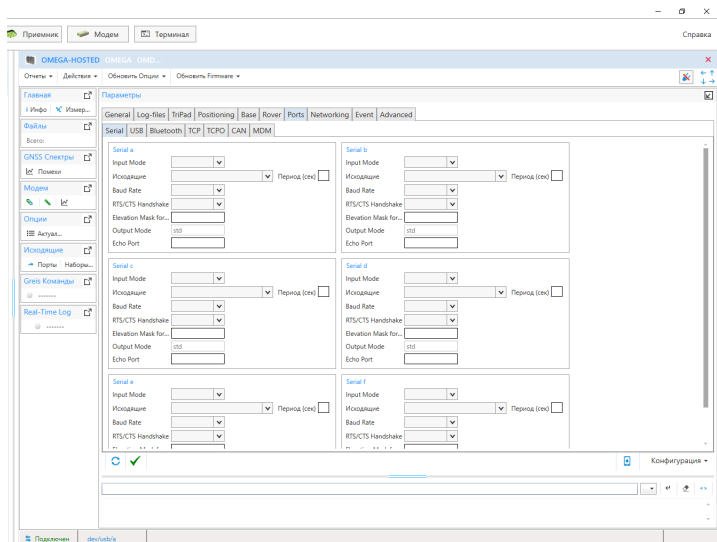 Приемник Модем Терминал Справка
OMEGA-HOSTED OMEGA OMD...
Отчеты Действия Обновить Опции Обновить Firmware
Главная
Инфо Измер...
Файлы
Всего:
GNSS Спектры
Помехи
Модем
Опции
Актуал...
Исходящие
Порты Наборы...
Greis Команды
-------
Real-Time Log
-------
Параметры
General Log-files TriPad Positioning Base Rover Ports Networking Event Advanced
Serial USB Bluetooth TCP TCPO CAN MDM
Serial a
Input Mode
Исходящие Период (сек)
Baud Rate
RTS/CTS Handshake
Elevation Mask for...
Output Mode std
Echo Port
Serial b
Input Mode
Исходящие Период (сек)
Baud Rate
RTS/CTS Handshake
Elevation Mask for...
Output Mode std
Echo Port
Serial c
Input Mode
Исходящие Период (сек)
Baud Rate
RTS/CTS Handshake
Elevation Mask for...
Output Mode std
Echo Port
Serial d
Input Mode
Исходящие Период (сек)
Baud Rate
RTS/CTS Handshake
Elevation Mask for...
Output Mode std
Echo Port
Serial e
Input Mode
Исходящие Период (сек)
Baud Rate
RTS/CTS Handshake
Serial f
Input Mode
Исходящие Период (сек)
Baud Rate
RTS/CTS Handshake
Конфигурация
...
Подключен dev/usb/a